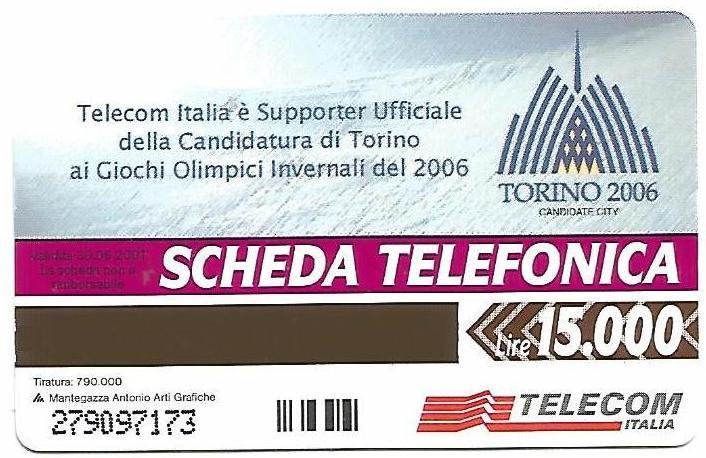 Telecom Italia è Supporter Ufficiale
della Candidatura di Torino
ai Giochi Olimpici Invernali del 2006
TORINO 2006
CANDIDATE CITY
Validità 30.06.2001
La scheda non è
rimborsabile
SCHEDA TELEFONICA
Lire 15.000
Tiratura: 790.000
Mantegazza Antonio Arti Grafiche
279097173
TELECOM
ITALIA